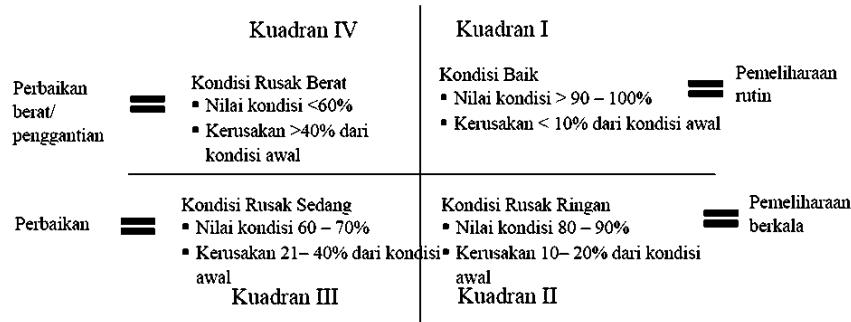 Kuadran IV
Perbaikan
berat/
penggantian
Kondisi Rusak Berat
▪ Nilai kondisi <60%
▪ Kerusakan >40% dari
kondisi awal
Kuadran I
Kondisi Baik
▪ Nilai kondisi > 90 – 100%
▪ Kerusakan < 10% dari kondisi awal
Pemeliharaan
rutin
Perbaikan
Kondisi Rusak Sedang
▪ Nilai kondisi 60 – 70%
▪ Kerusakan 21– 40% dari kondisi
awal
Kuadran III
Kondisi Rusak Ringan
▪ Nilai kondisi 80 – 90%
▪ Kerusakan 10– 20% dari kondisi
awal
Kuadran II
Pemeliharaan
berkala